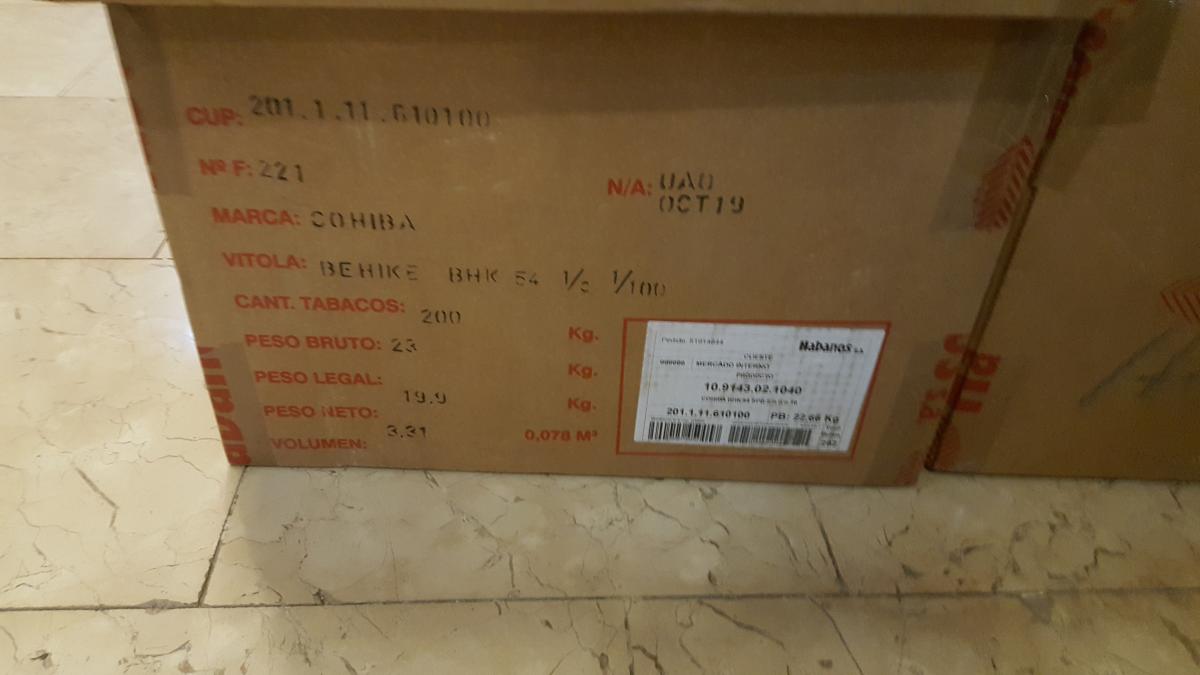 CUP: 201.1.11.610100
Nº F: 221
N/A: UAO
OCT19
MARCA: COHIBA
VITOLA: BEHIKE BHK 54 1/100
CANT. TABACOS: 200
PESO BRUTO: 23 Kg.
PESO LEGAL: 19.9 Kg.
PESO NETO: 3.31 Kg.
VOLUMEN: 0,078 M³
Habanos s.a.
CLIENTE
MERCADO INTERNO
PRODUCTO
10.9143.02.1040
201.1.11.610100 PB: 22,66 Kg